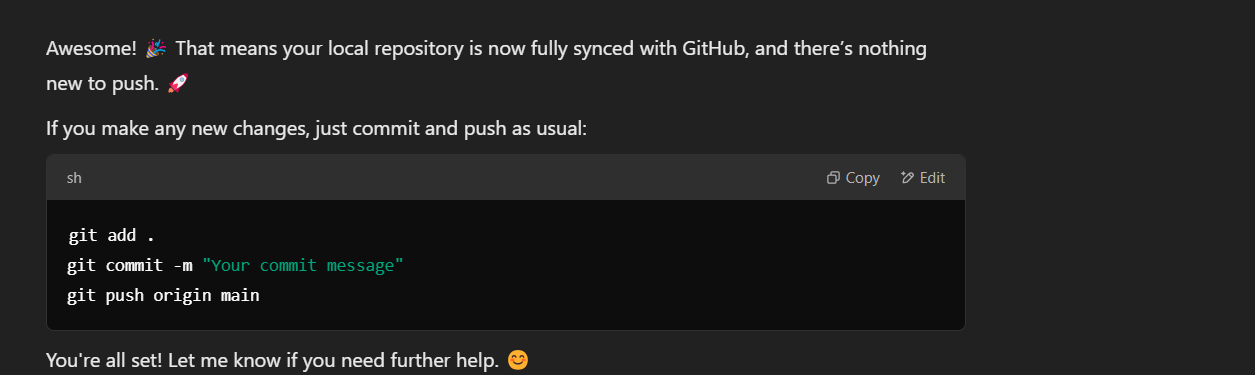 Awesome! 🎉 That means your local repository is now fully synced with GitHub, and there’s nothing
new to push. 🚀
If you make any new changes, just commit and push as usual:
sh Copy Edit
git add .
git commit -m "Your commit message"
git push origin main
You're all set! Let me know if you need further help. 😊